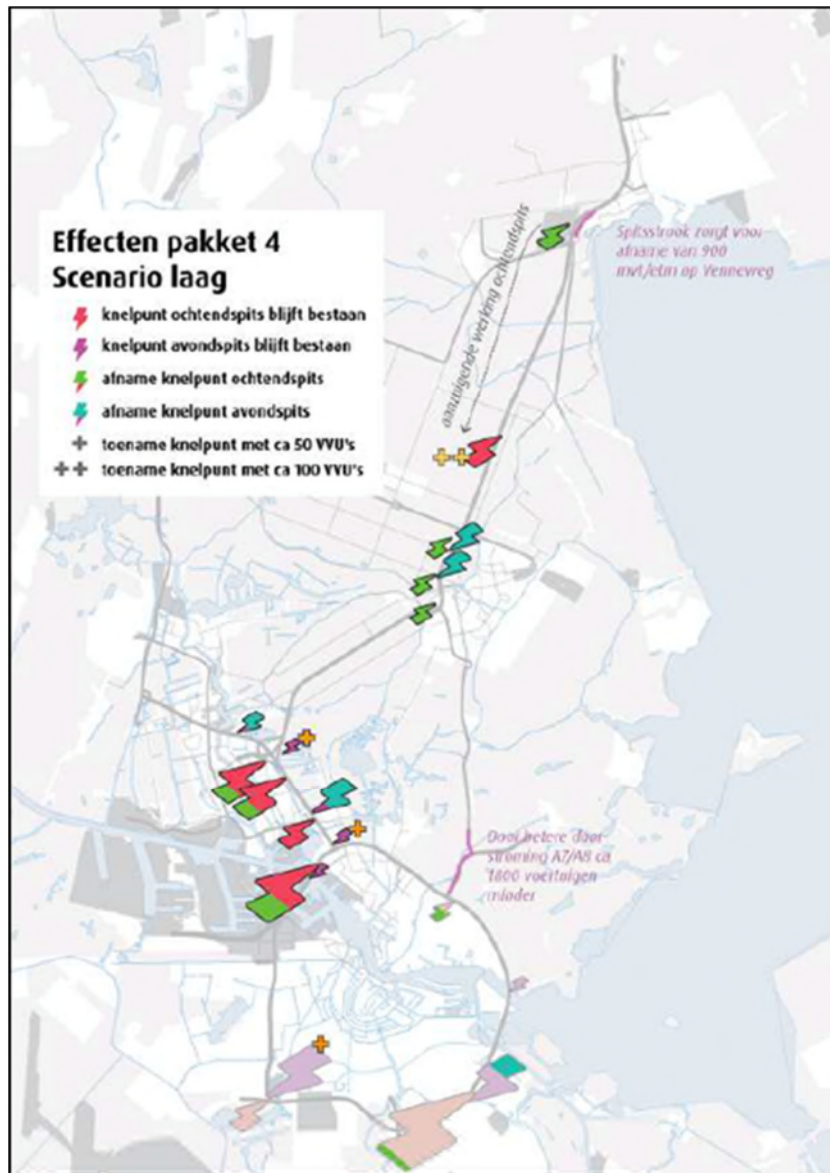 Effecten pakket 4
Scenario laag
knelpunt ochtendspits blijft bestaan
knelpunt avondspits blijft bestaan
afname knelpunt ochtendspits
afname knelpunt avondspits
toename knelpunt met ca 50 VVU's
toename knelpunt met ca 100 VVU's
aanzuigende werking ochtendspits
Spitsstrook zorgt voor
afname van 900
mvt/etm op Venneweg
Door betere door-
stroming A7/A8 ca
1800 voertuigen
minder